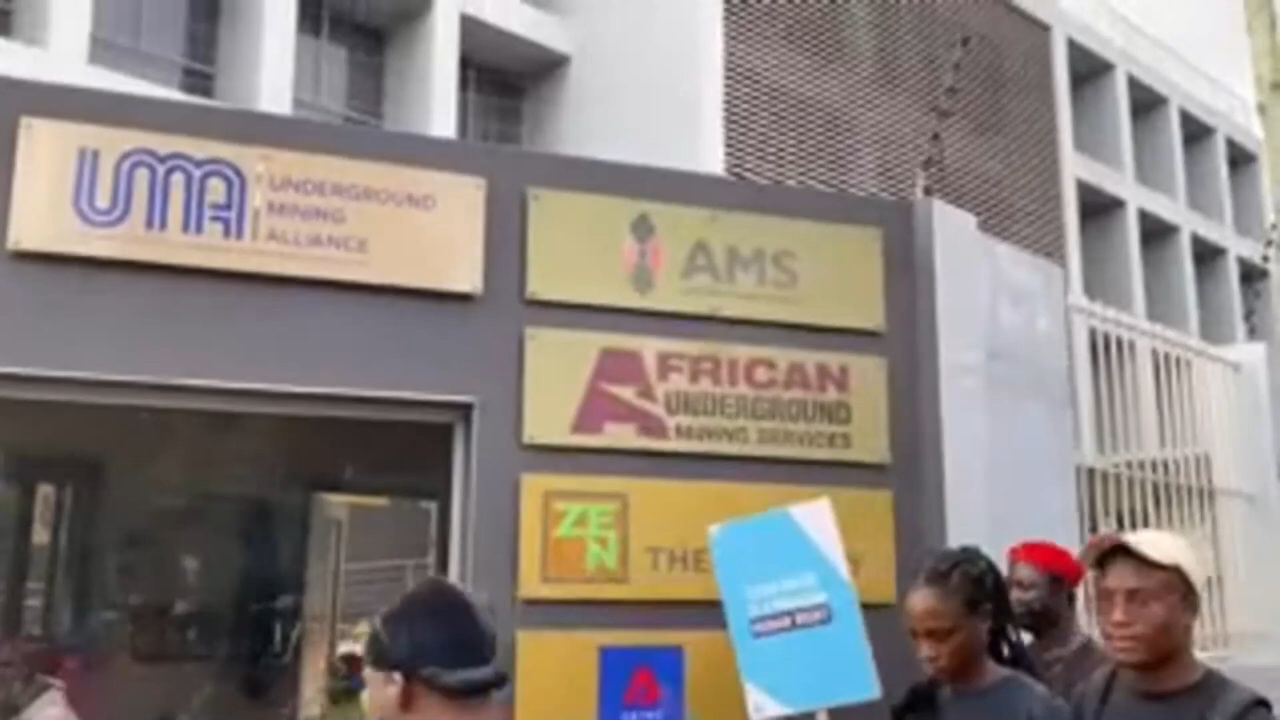 UMA
UNDERGROUND
MINING
ALLIANCE
AMS
AFRICAN
UNDERGROUND
MINING SERVICES
ZEN
THE